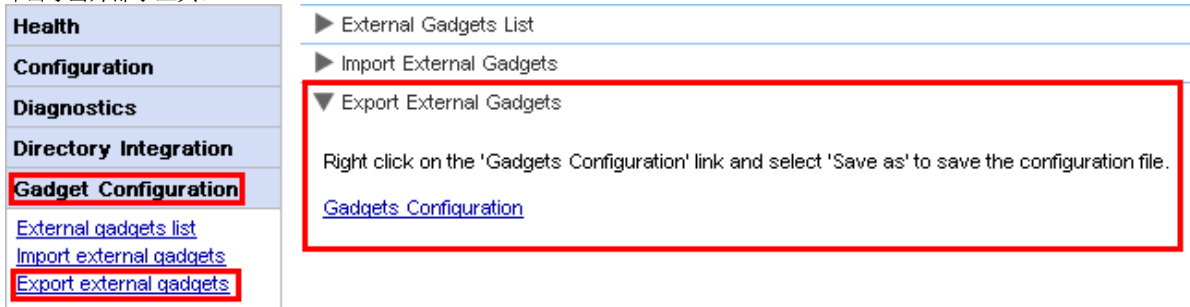 Health
Configuration
Diagnostics
Directory Integration
Gadget Configuration
External gadgets list
Import external gadgets
Export external gadgets
External Gadgets List
Import External Gadgets
Export External Gadgets
Right click on the 'Gadgets Configuration' link and select 'Save as' to save the configuration file.
Gadgets Configuration